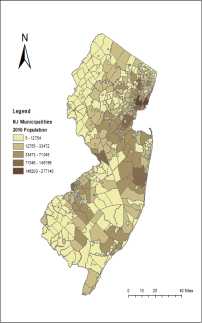 N
Legend
NJ Municipalities
2010 Population
5 - 12754
12755 - 33472
33473 - 71045
71046 - 145199
145200 - 277140
0 10 20 40 Miles